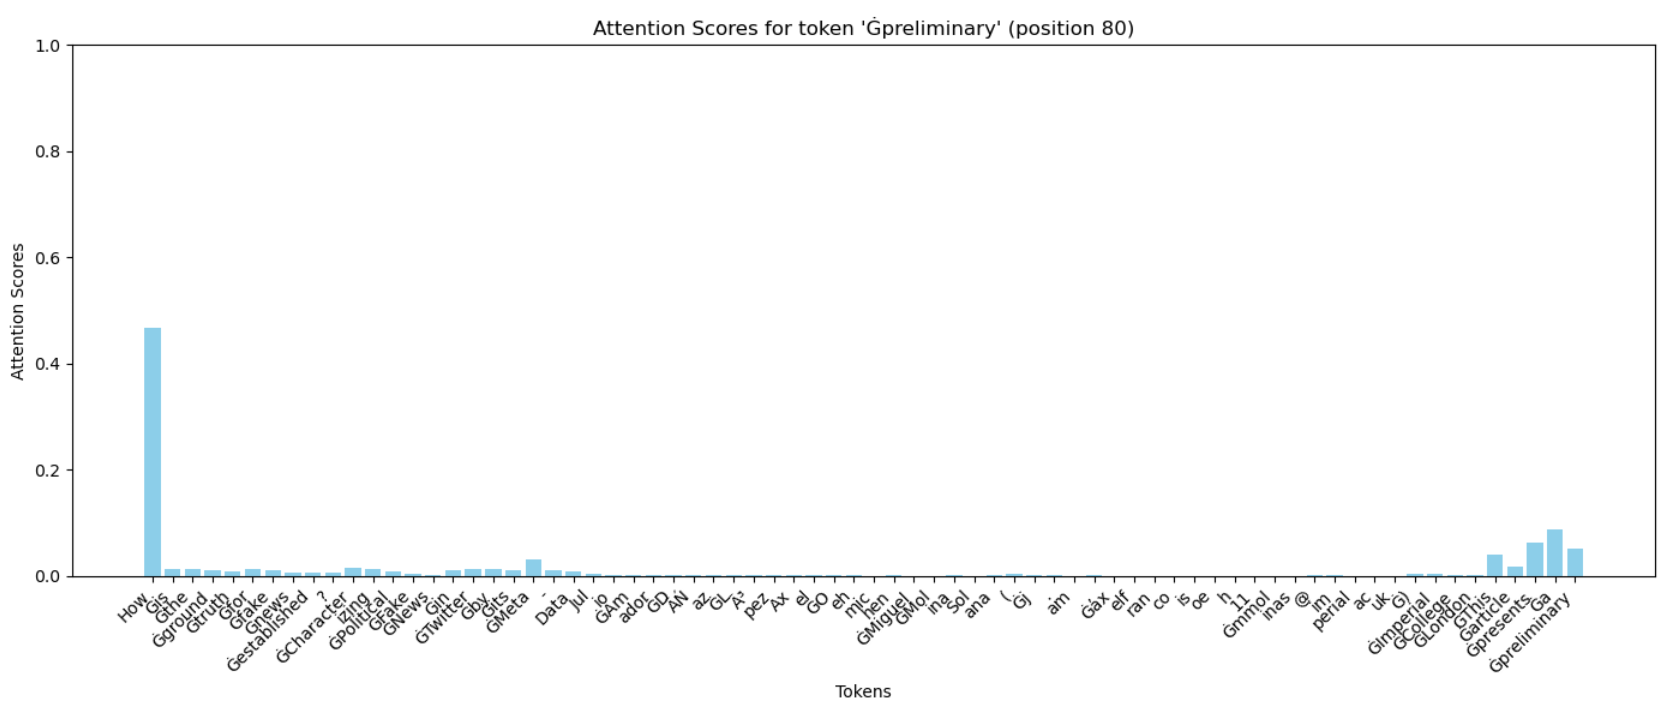 Attention Scores for token 'Ġpreliminary' (position 80)
1.0
0.8
0.6
0.4
0.2
0.0
Attention Scores
How
Ġis
Ġthe
Ġground
Ġtruth
Ġfor
Ġfake
Ġnews
Ġestablished
?
ĠCharacter
izing
ĠPolitical
ĠFake
ĠNews
Ġin
ĠTwitter
Ġby
Ġits
ĠMeta
-
Data
Jul
io
ĠAm
ador
ĠD
ÃŃ
az
ĠL
Ã³
pez
Ax
el
ĠO
eh
mic
hen
ĠMiguel
ĠMol
ina
Sol
ana
(
Ġj
.
am
Ġáx
elf
ran
co
is
oe
h
11
Ġmmol
inas
@
im
perial
ac
uk
Ġ)
ĠImperial
ĠCollege
ĠLondon
ĠThis
Ġarticle
Ġpresents
Ġa
Ġpreliminary
Tokens